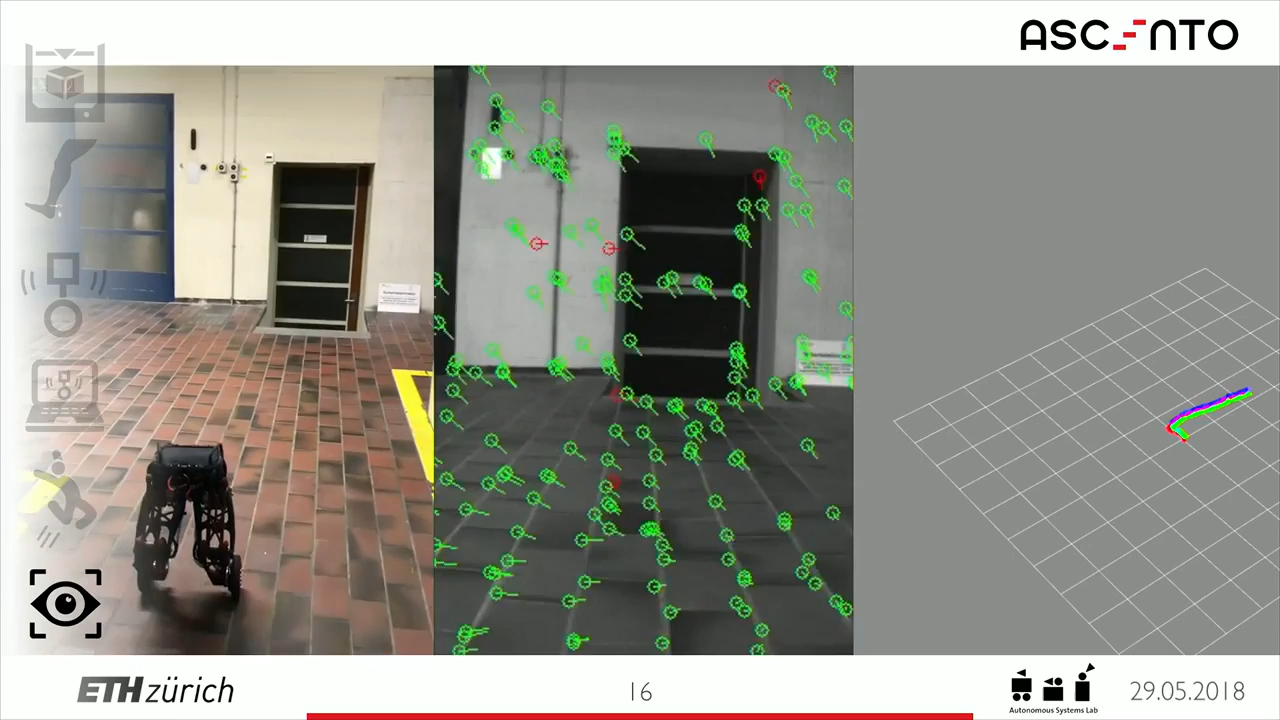 ASCENTO
ETH zürich
16
Autonomous Systems Lab
29.05.2018